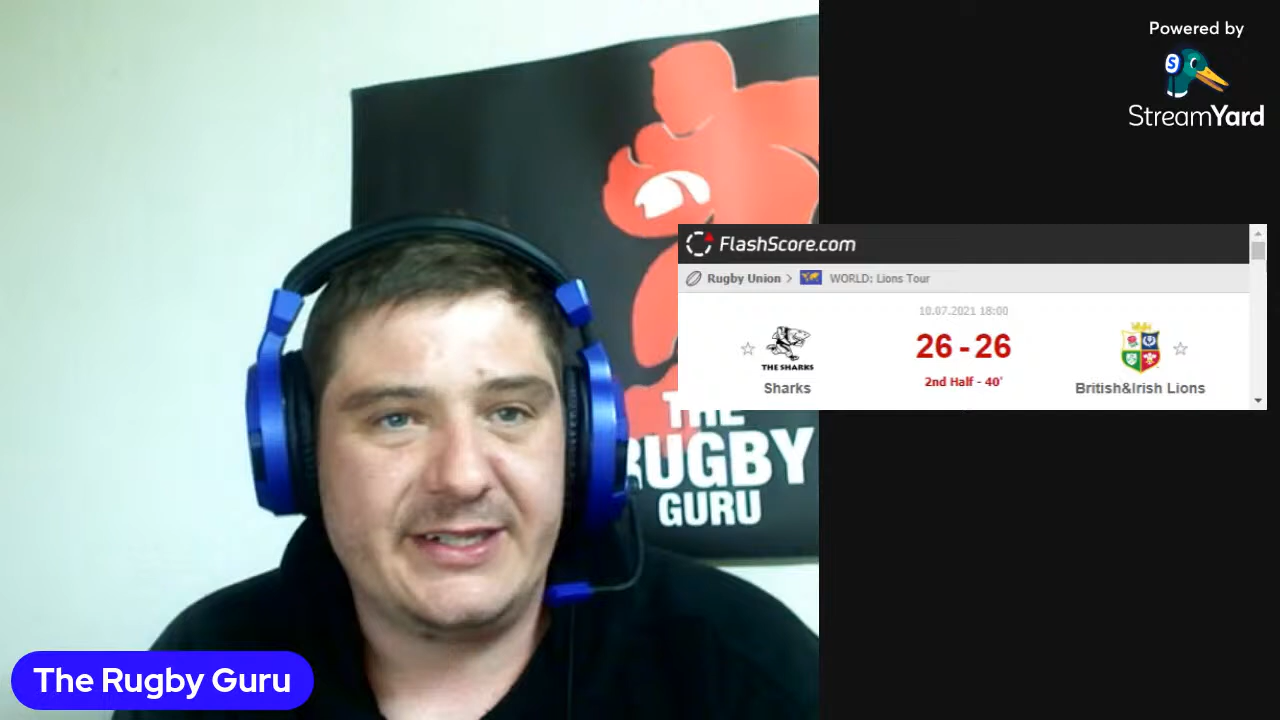 Powered by
S
StreamYard
FlashScore.com
Rugby Union > WORLD: Lions Tour
10.07.2021 18:00
26 - 26
THE SHARKS
2nd Half - 40'
Sharks
British&Irish Lions
THE
RUGBY
GURU
The Rugby Guru